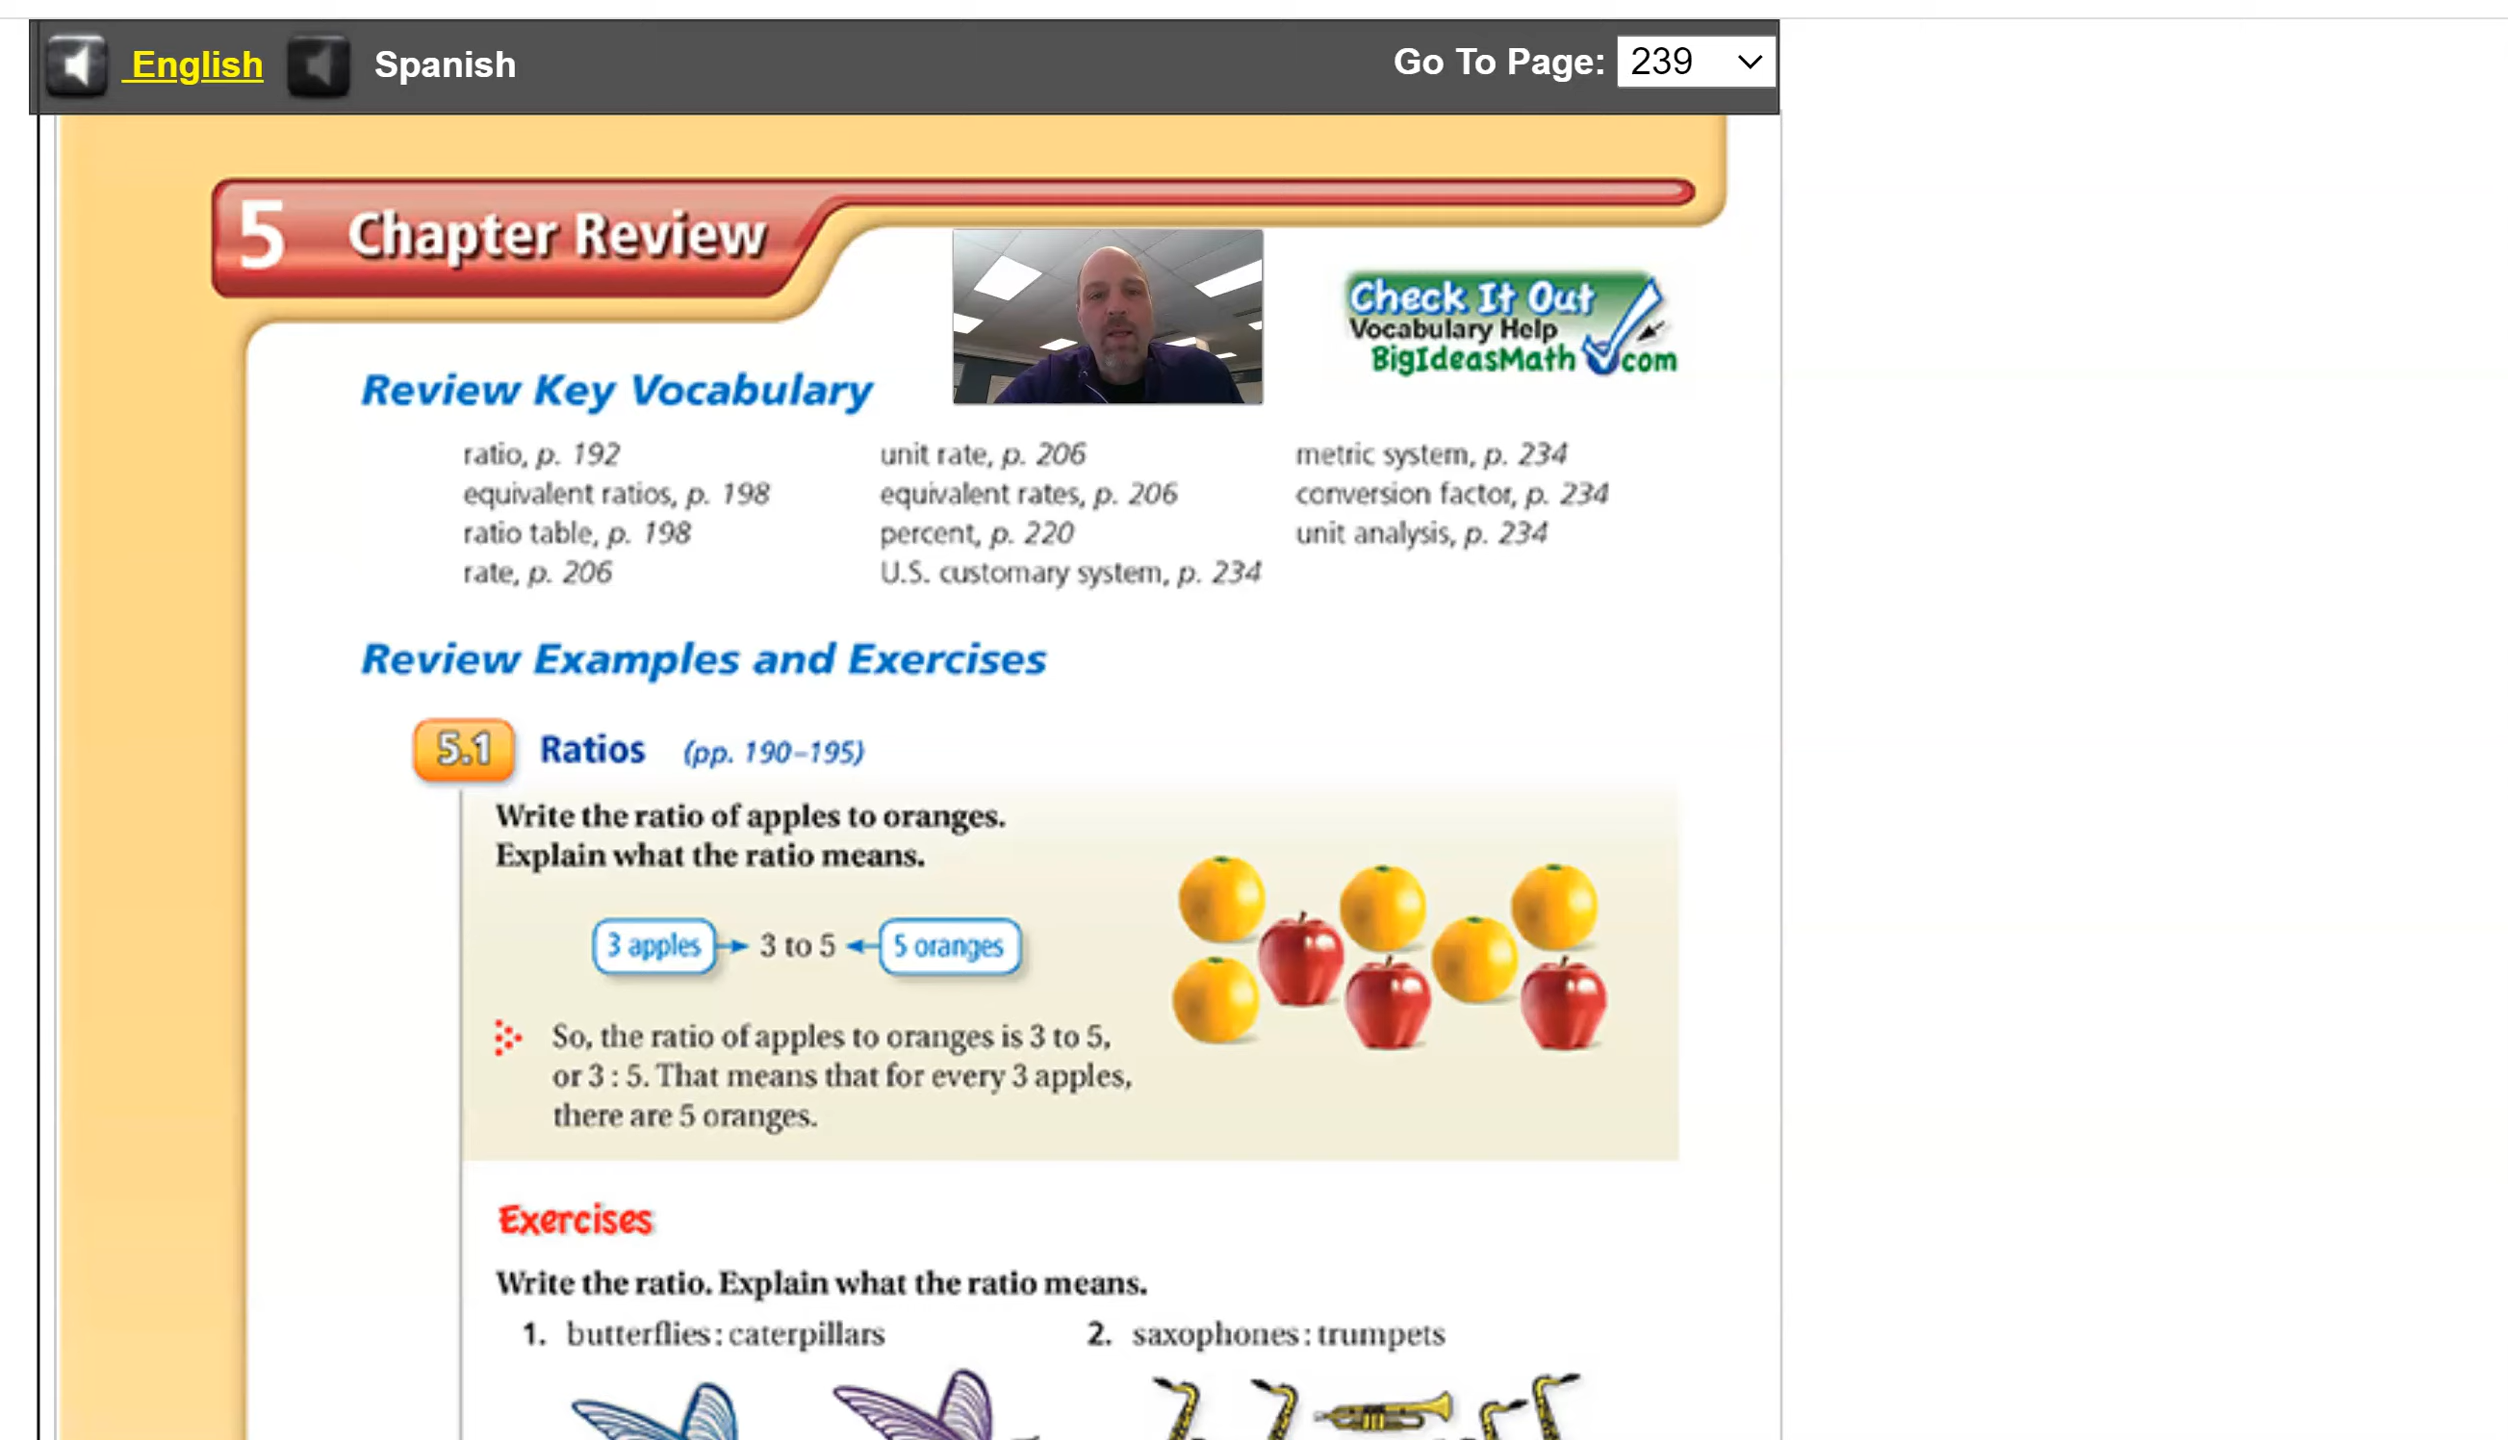 English Spanish Go To Page: 239
5 Chapter Review
Check It Out
Vocabulary Help
BigIdeasMath com
Review Key Vocabulary
ratio, p. 192
equivalent ratios, p. 198
ratio table, p. 198
rate, p. 206
unit rate, p. 206
equivalent rates, p. 206
percent, p. 220
U.S. customary system, p. 234
metric system, p. 234
conversion factor, p. 234
unit analysis, p. 234
Review Examples and Exercises
5.1 Ratios (pp. 190–195)
Write the ratio of apples to oranges.
Explain what the ratio means.
3 apples 3 to 5 5 oranges
So, the ratio of apples to oranges is 3 to 5,
or 3 : 5. That means that for every 3 apples,
there are 5 oranges.
Exercises
Write the ratio. Explain what the ratio means.
1. butterflies : caterpillars
2. saxophones : trumpets